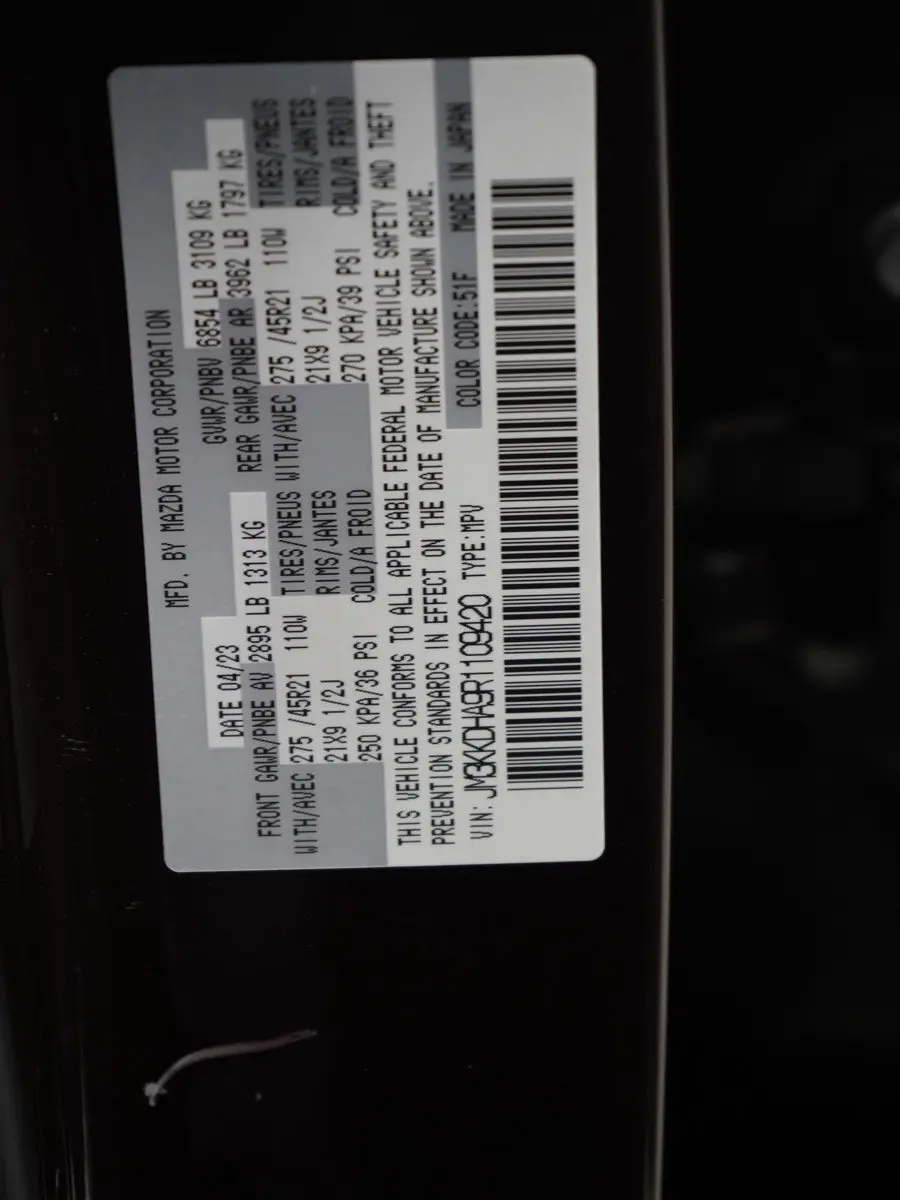 MFD. BY MAZDA MOTOR CORPORATION
DATE 04/23 GVWR/PNBV 6854 LB 3109 KG
FRONT GAWR/PNBE AV 2895 LB 1313 KG REAR GAWR/PNBE AR 3962 LB 1797 KG
WITH/AVEC 275 /45R21 110W TIRES/PNEUS WITH/AVEC 275 /45R21 110W TIRES/PNEUS
21X9 1/2J RIMS/JANTES 21X9 1/2J RIMS/JANTES
250 KPA/36 PSI COLD/A FROID 270 KPA/39 PSI COLD/A FROID
THIS VEHICLE CONFORMS TO ALL APPLICABLE FEDERAL MOTOR VEHICLE SAFETY AND THEFT
PREVENTION STANDARDS IN EFFECT ON THE DATE OF MANUFACTURE SHOWN ABOVE.
VIN: JM3KKDHA9R1109420 TYPE:MPV COLOR CODE:51F MADE IN JAPAN